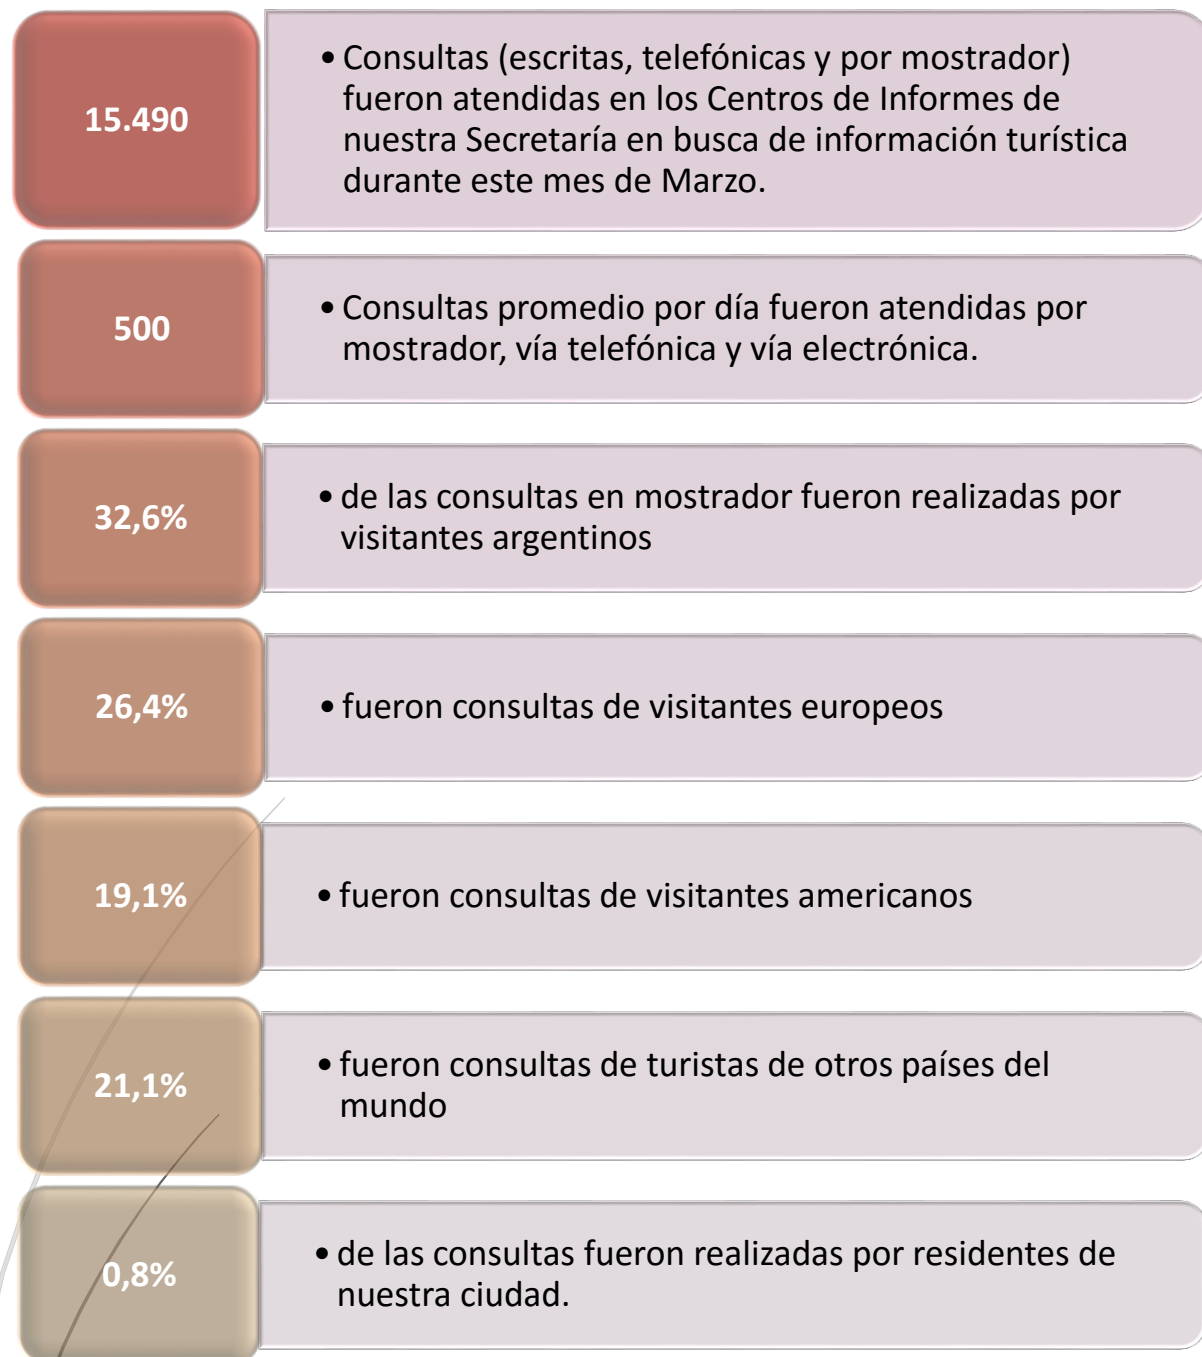 15.490
• Consultas (escritas, telefónicas y por mostrador)
fueron atendidas en los Centros de Informes de
nuestra Secretaría en busca de información turística
durante este mes de Marzo.
500
• Consultas promedio por día fueron atendidas por
mostrador, vía telefónica y vía electrónica.
32,6%
• de las consultas en mostrador fueron realizadas por
visitantes argentinos
26,4%
• fueron consultas de visitantes europeos
19,1%
• fueron consultas de visitantes americanos
21,1%
• fueron consultas de turistas de otros países del
mundo
0,8%
• de las consultas fueron realizadas por residentes de
nuestra ciudad.